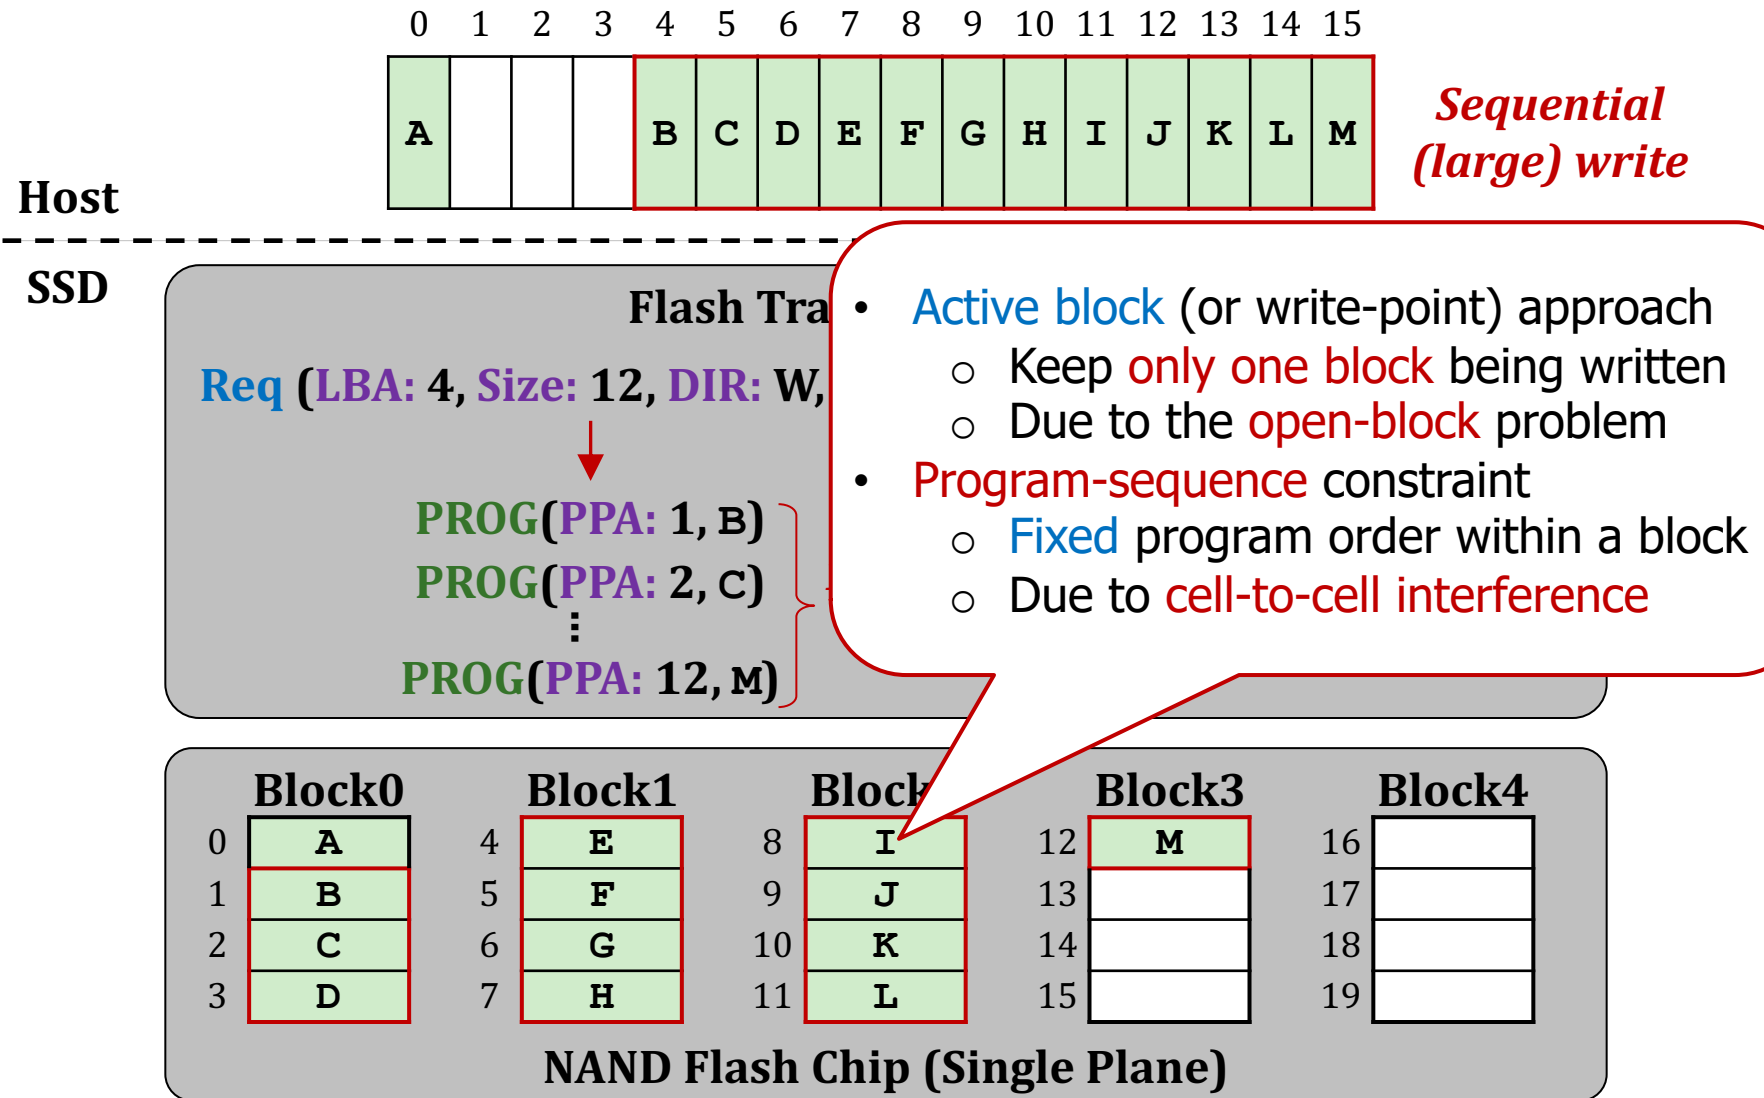 0 1 2 3 4 5 6 7 8 9 10 11 12 13 14 15
A B C D E F G H I J K L M
Sequential
(large) write
Host
SSD
Flash Tra
Req (LBA: 4, Size: 12, DIR: W,
PROG(PPA: 1, B)
PROG(PPA: 2, C)
⋮
PROG(PPA: 12, M)
• Active block (or write-point) approach
o Keep only one block being written
o Due to the open-block problem
• Program-sequence constraint
o Fixed program order within a block
o Due to cell-to-cell interference
Block0 Block1 Block Block3 Block4
0 A 4 E 8 I 12 M 16
1 B 5 F 9 J 13 17
2 C 6 G 10 K 14 18
3 D 7 H 11 L 15 19
NAND Flash Chip (Single Plane)